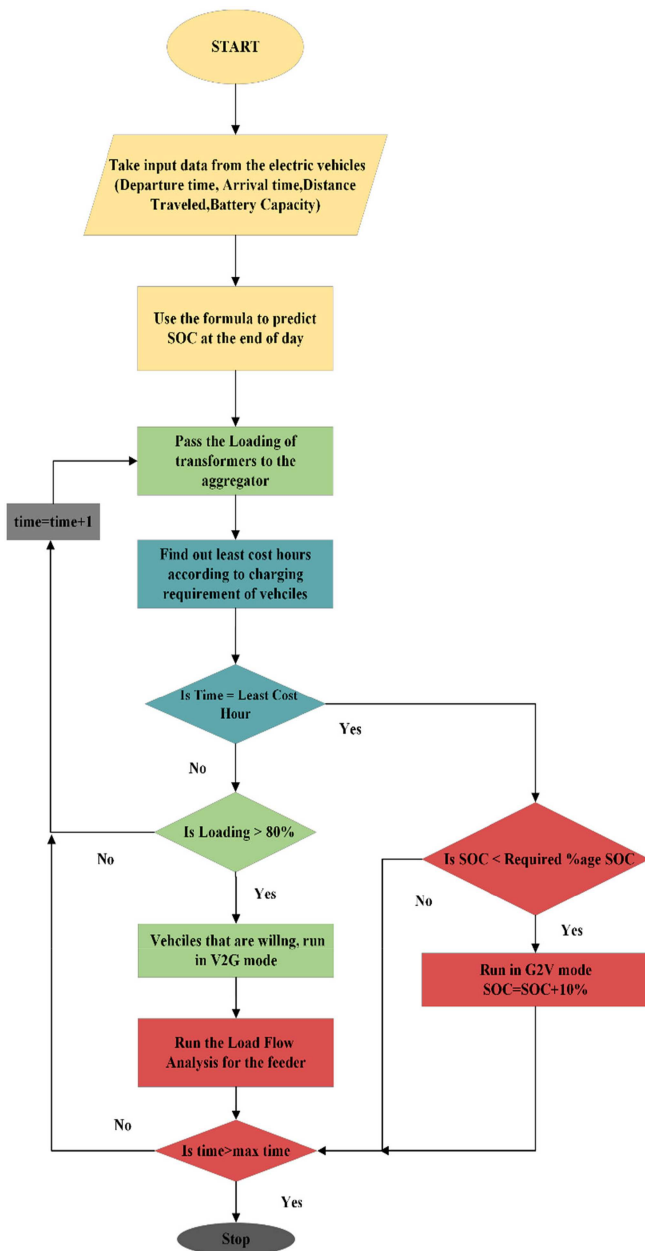 START
Take input data from the electric vehicles
(Departure time, Arrival time,Distance
Traveled,Battery Capacity)
Use the formula to predict
SOC at the end of day
Pass the Loading of
transformers to the
aggregator
time=time+1
Find out least cost hours
according to charging
requirement of vehciles
Is Time = Least Cost
Hour
Yes
No
Is Loading > 80%
Is SOC < Required %age SOC
No
Yes
No
Yes
Vehciles that are willng, run
in V2G mode
Run in G2V mode
SOC=SOC+10%
Run the Load Flow
Analysis for the feeder
No
Is time>max time
Yes
Stop